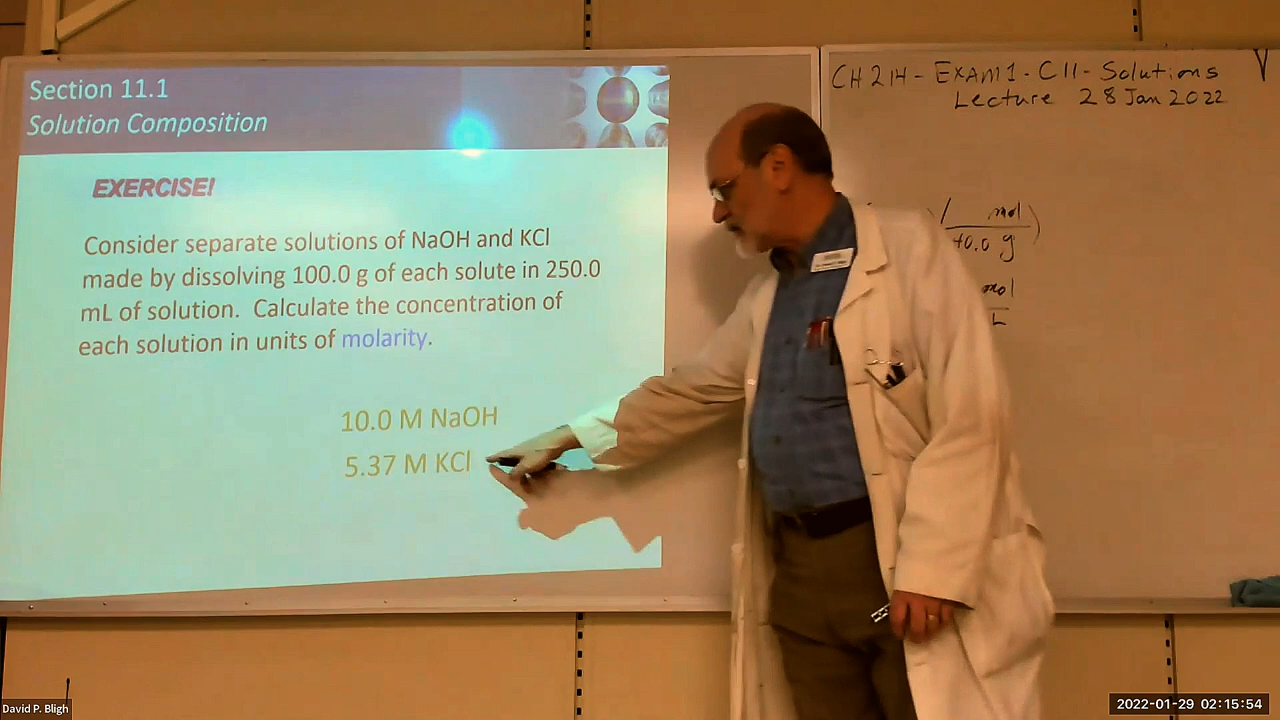 Section 11.1
Solution Composition
EXERCISE!
Consider separate solutions of NaOH and KCl
made by dissolving 100.0 g of each solute in 250.0
mL of solution. Calculate the concentration of
each solution in units of molarity.
10.0 M NaOH
5.37 M KCl
CH 214 - EXAM 1 - C11 - Solutions
Lecture 28 Jan 2022
mol
40.0 g
mol
L
David P. Bligh
2022-01-29 02:15:54